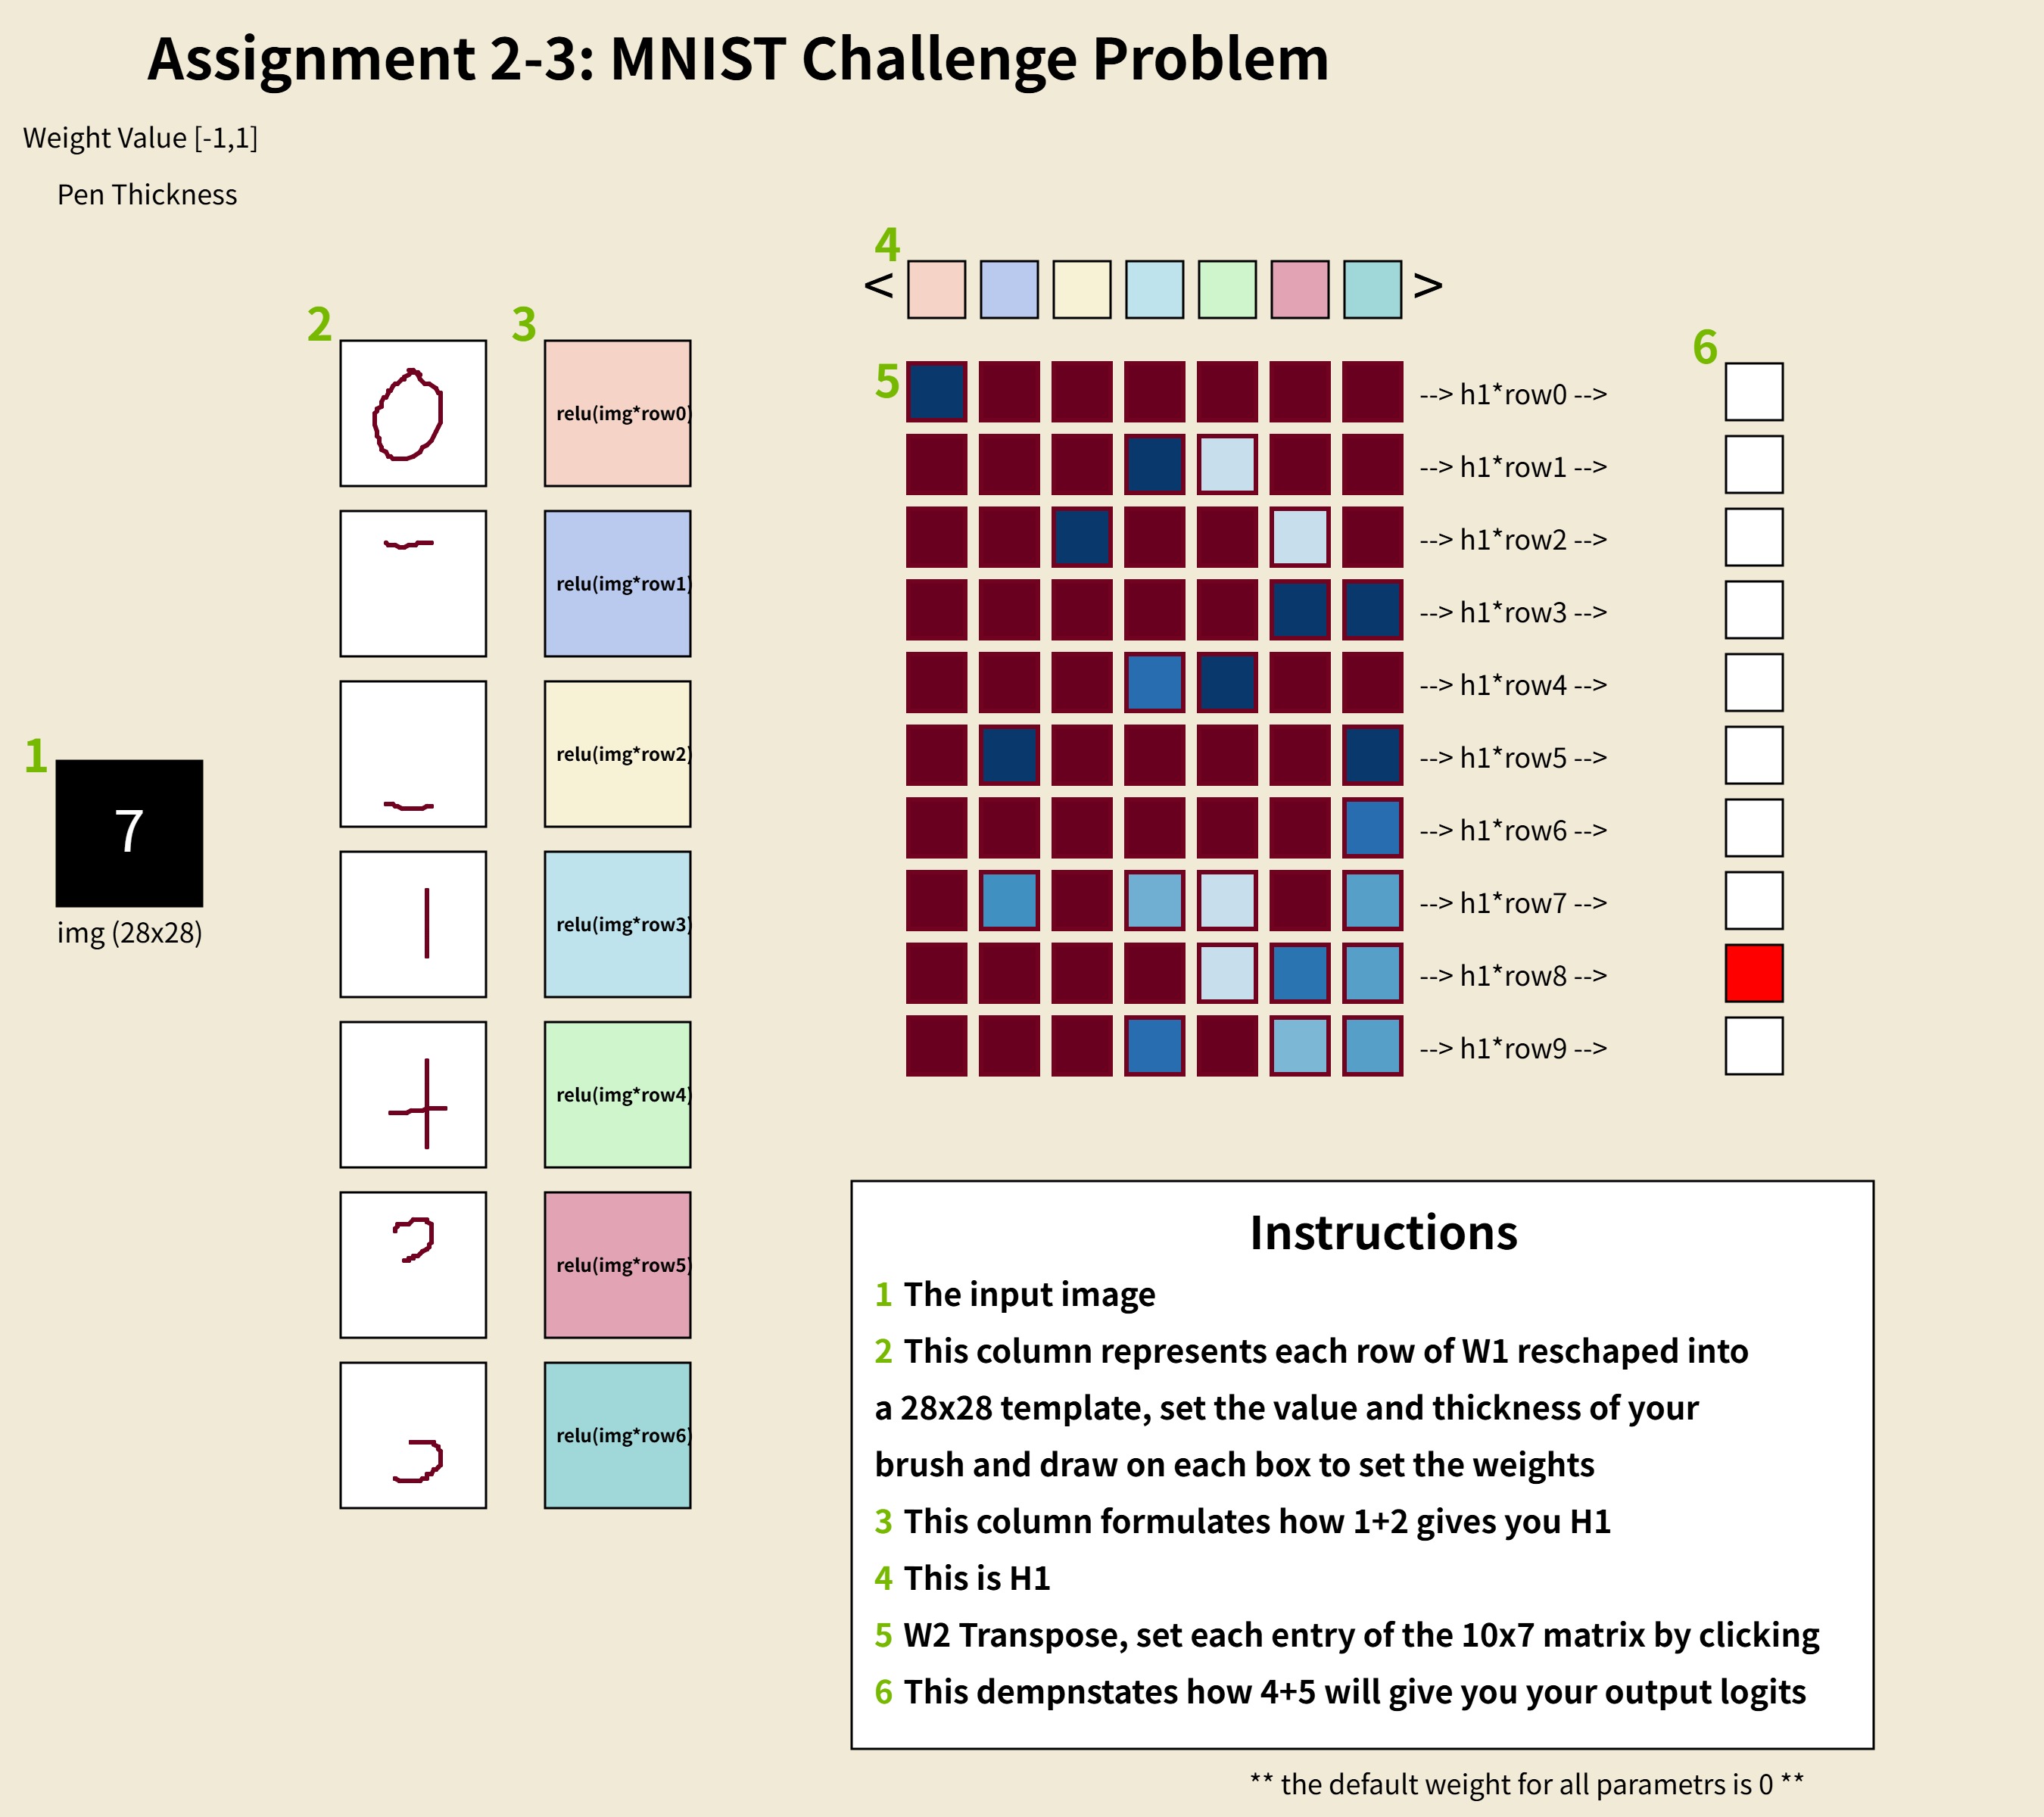 Assignment 2-3: MNIST Challenge Problem
Weight Value [-1,1]
Pen Thickness
4
< >
2 3
6
5
relu(img*row0)
relu(img*row1)
relu(img*row2)
relu(img*row3)
relu(img*row4)
relu(img*row5)
relu(img*row6)
1
7
img (28x28)
--> h1*row0 -->
--> h1*row1 -->
--> h1*row2 -->
--> h1*row3 -->
--> h1*row4 -->
--> h1*row5 -->
--> h1*row6 -->
--> h1*row7 -->
--> h1*row8 -->
--> h1*row9 -->
Instructions
1 The input image
2 This column represents each row of W1 reschaped into
a 28x28 template, set the value and thickness of your
brush and draw on each box to set the weights
3 This column formulates how 1+2 gives you H1
4 This is H1
5 W2 Transpose, set each entry of the 10x7 matrix by clicking
6 This dempnstates how 4+5 will give you your output logits
** the default weight for all parametrs is 0 **